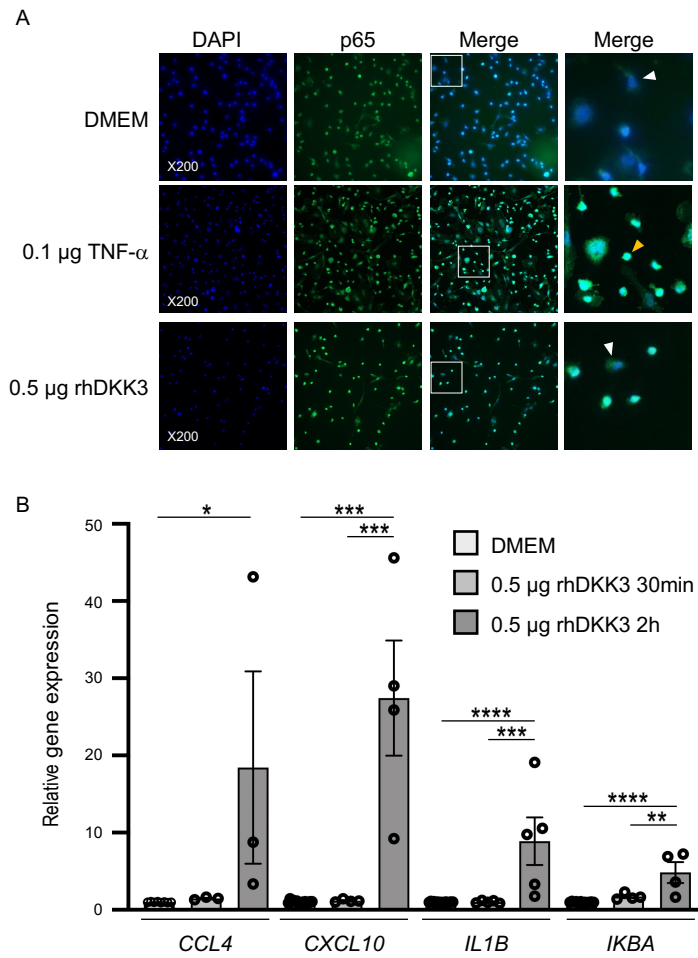 A
DAPI p65 Merge Merge
DMEM
X200
0.1 µg TNF-α
X200
0.5 µg rhDKK3
X200
B
Relative gene expression
50
40
30
20
10
0
* *** *** **** *** **** **
DMEM
0.5 µg rhDKK3 30min
0.5 µg rhDKK3 2h
CCL4 CXCL10 IL1B IKBA